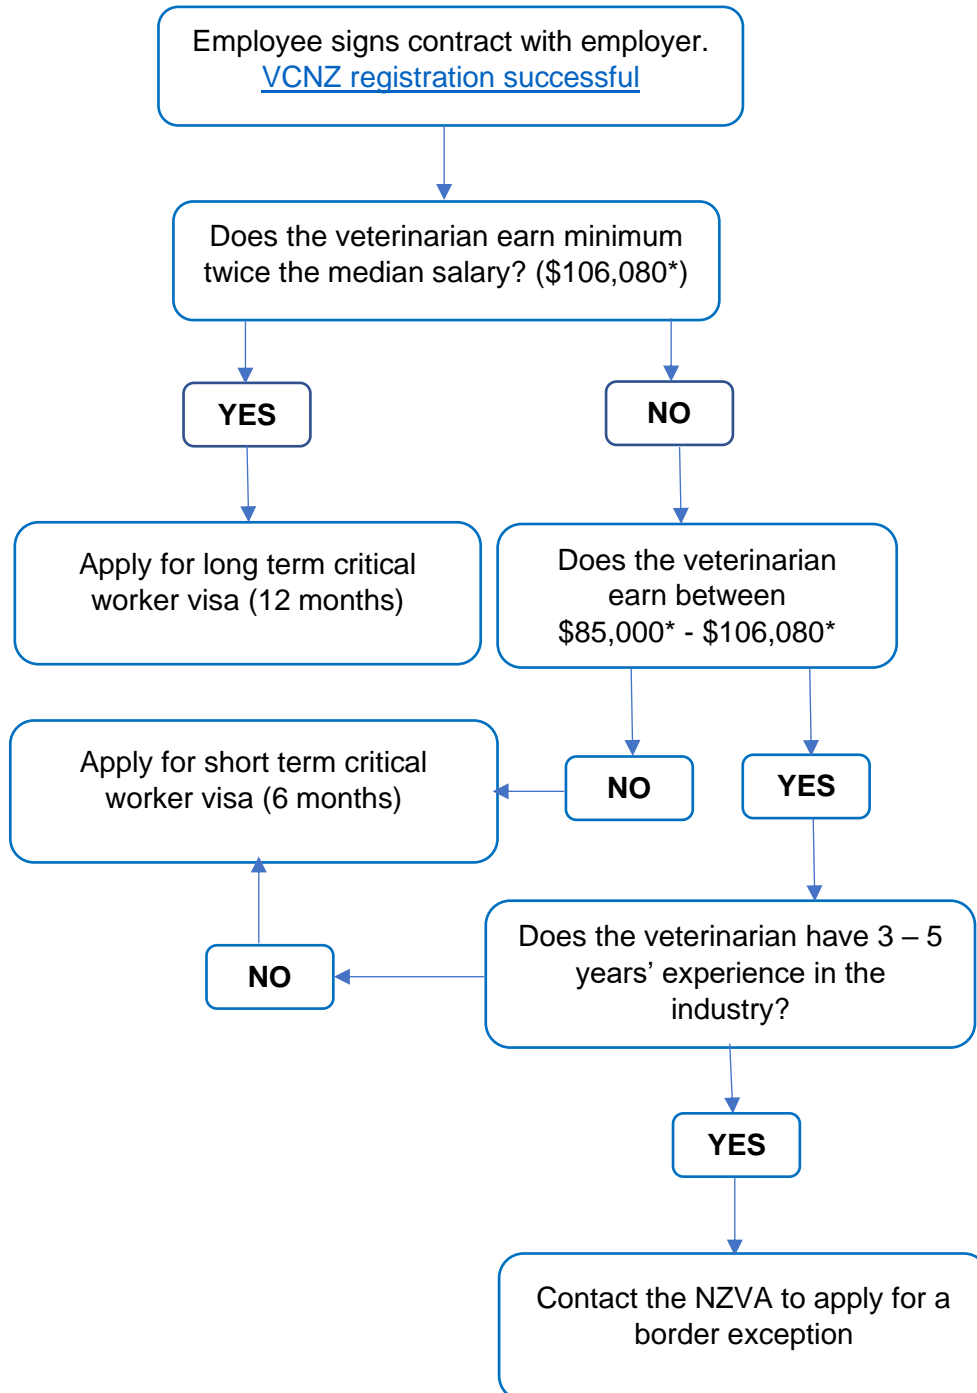 Employee signs contract with employer.
VCNZ registration successful
Does the veterinarian earn minimum
twice the median salary? ($106,080*)
YES
NO
Apply for long term critical
worker visa (12 months)
Does the veterinarian
earn between
$85,000* - $106,080*
Apply for short term critical
worker visa (6 months)
NO
YES
Does the veterinarian have 3 – 5
years’ experience in the
industry?
NO
YES
Contact the NZVA to apply for a
border exception